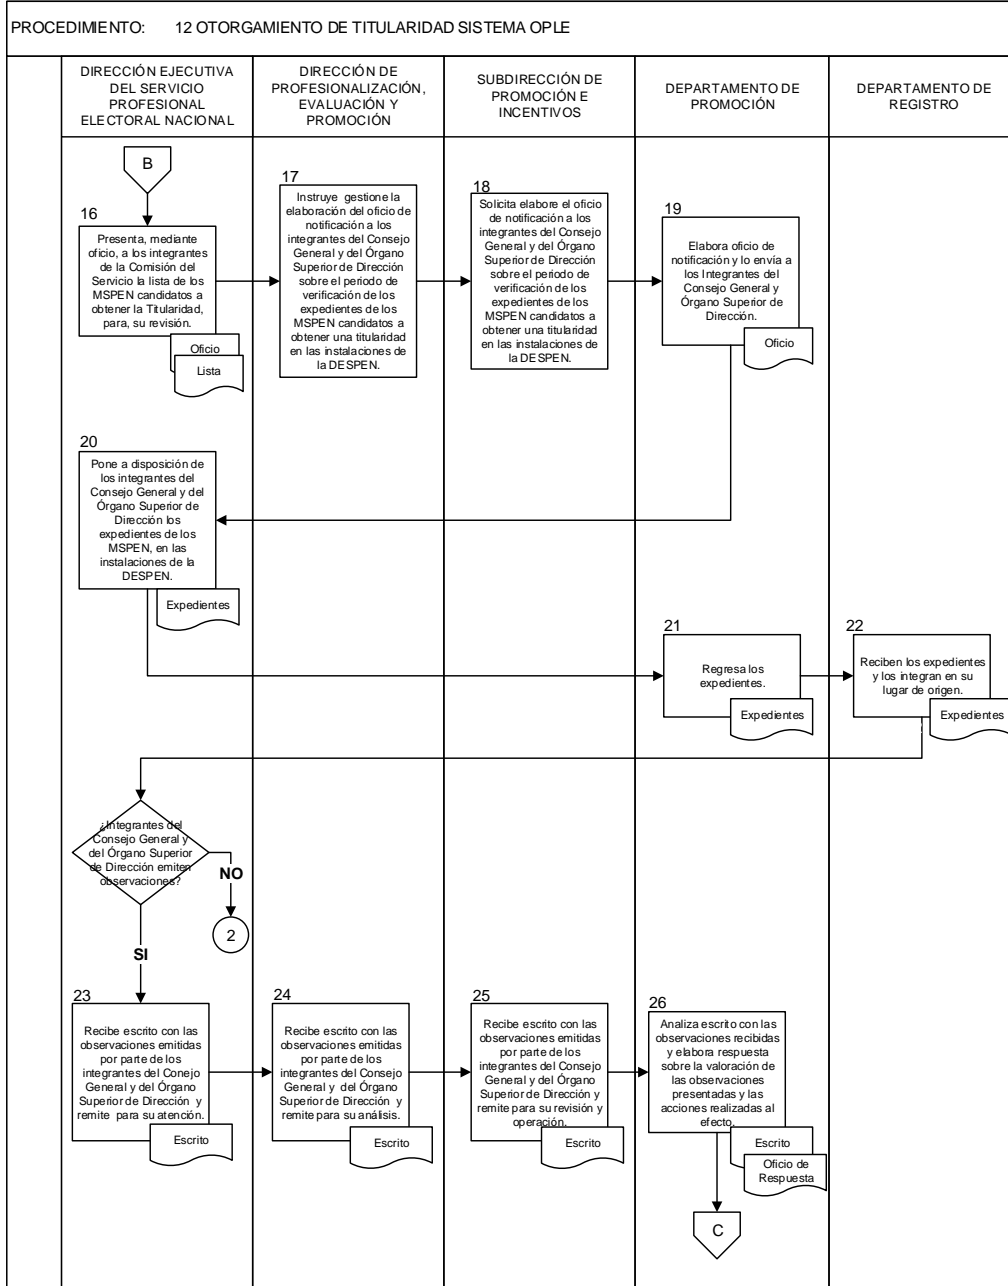 PROCEDIMIENTO: 12 OTORGAMIENTO DE TITULARIDAD SISTEMA OPLE
DIRECCIÓN EJECUTIVA
DEL SERVICIO
PROFESIONAL
ELECTORAL NACIONAL
DIRECCIÓN DE
PROFESIONALIZACIÓN,
EVALUACIÓN Y
PROMOCIÓN
SUBDIRECCIÓN DE
PROMOCIÓN E
INCENTIVOS
DEPARTAMENTO DE
PROMOCIÓN
DEPARTAMENTO DE
REGISTRO
B
16
Presenta, mediante
oficio, a los integrantes
de la Comisión del
Servicio la lista de los
MSPEN candidatos a
obtener la Titularidad,
para, su revisión.
Oficio
Lista
17
Instruye gestione la
elaboración del oficio de
notificación a los
integrantes del Consejo
General y del Órgano
Superior de Dirección
sobre el periodo de
verificación de los
expedientes de los
MSPEN candidatos a
obtener una titularidad
en las instalaciones de
la DESPEN.
18
Solicita elabore el oficio
de notificación a los
integrantes del Consejo
General y del Órgano
Superior de Dirección
sobre el periodo de
verificación de los
expedientes de los
MSPEN candidatos a
obtener una titularidad
en las instalaciones de
la DESPEN.
19
Elabora oficio de
notificación y lo envía a
los Integrantes del
Consejo General y
Órgano Superior de
Dirección.
Oficio
20
Pone a disposición de
los integrantes del
Consejo General y del
Órgano Superior de
Dirección los
expedientes de los
MSPEN, en las
instalaciones de la
DESPEN.
Expedientes
21
Regresa los
expedientes.
Expedientes
22
Reciben los expedientes
y los integran en su
lugar de origen.
Expedientes
¿Integrantes del
Consejo General y
del Órgano Superior
de Dirección emiten
observaciones?
NO
2
SI
23
Recibe escrito con las
observaciones emitidas
por parte de los
integrantes del Conejo
General y del Órgano
Superior de Dirección y
remite para su atención.
Escrito
24
Recibe escrito con las
observaciones emitidas
por parte de los
integrantes del Consejo
General y del Órgano
Superior de Dirección y
remite para su análisis.
Escrito
25
Recibe escrito con las
observaciones emitidas
por parte de los
integrantes del Consejo
General y del Órgano
Superior de Dirección y
remite para su revisión y
operación.
Escrito
26
Analiza escrito con las
observaciones recibidas
y elabora respuesta
sobre la valoración de
las observaciones
presentadas y las
acciones realizadas al
efecto.
Escrito
Oficio de
Respuesta
C